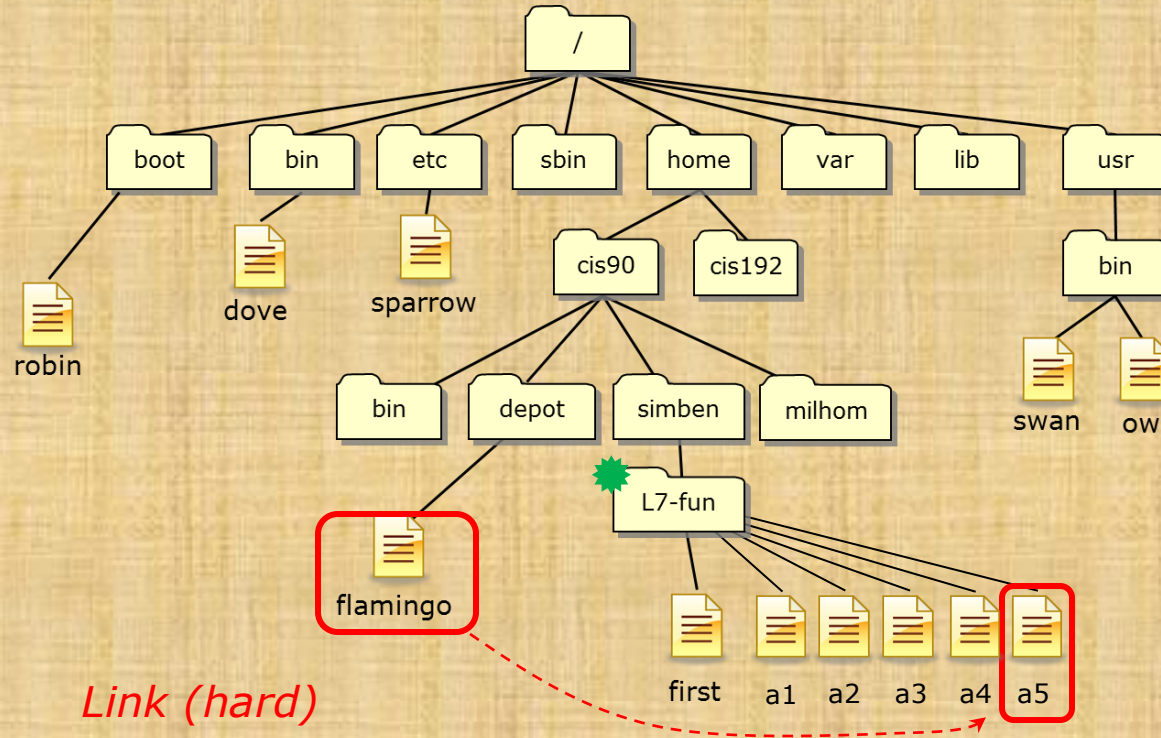 /
boot
bin
etc
sbin
home
var
lib
usr
cis90
cis192
bin
dove
sparrow
robin
bin
depot
simben
milhom
swan
ow
L7-fun
flamingo
first
a1
a2
a3
a4
a5
Link (hard)